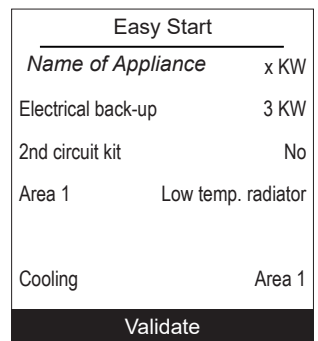 Easy Start
Name of Appliance x KW
Electrical back-up 3 KW
2nd circuit kit No
Area 1 Low temp. radiator
Cooling Area 1
Validate